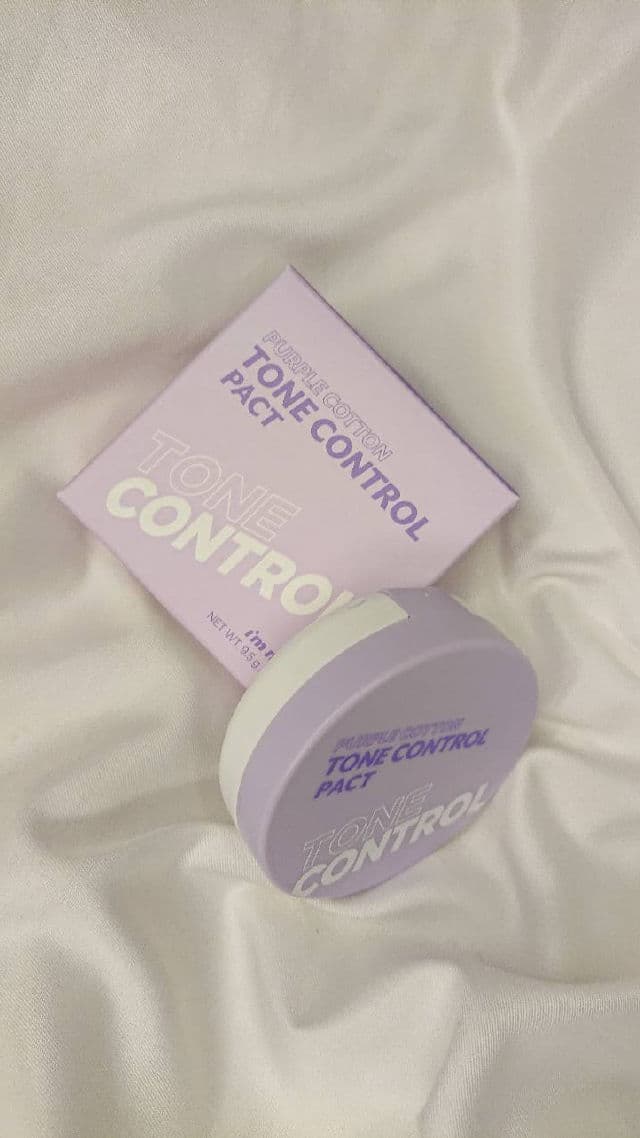 PURPLE COTTON
TONE CONTROL
PACT
TONE
CONTROL
i'm
NET WT. 9.5 g
PURPLE COTTON
TONE CONTROL
PACT
TONE
CONTROL